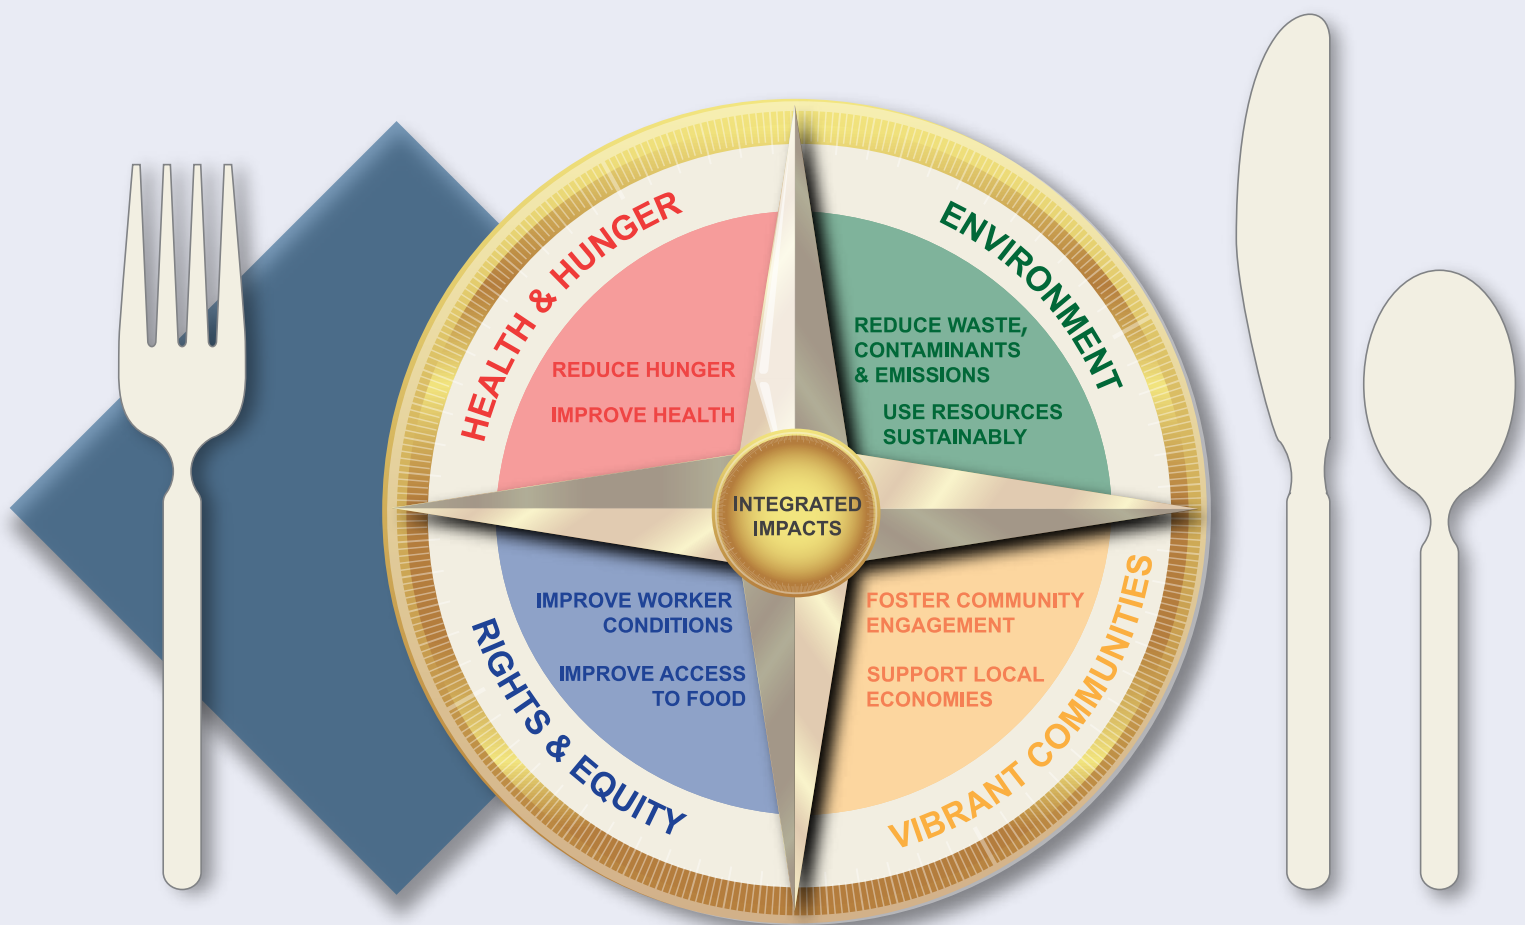 HEALTH & HUNGER
REDUCE HUNGER
IMPROVE HEALTH
ENVIRONMENT
REDUCE WASTE,
CONTAMINANTS
& EMISSIONS
USE RESOURCES
SUSTAINABLY
INTEGRATED
IMPACTS
RIGHTS & EQUITY
IMPROVE WORKER
CONDITIONS
IMPROVE ACCESS
TO FOOD
VIBRANT COMMUNITIES
FOSTER COMMUNITY
ENGAGEMENT
SUPPORT LOCAL
ECONOMIES